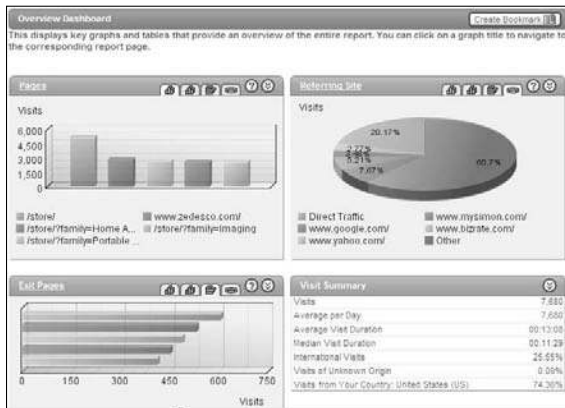 Overview Dashboard
Create Bookmark
This displays key graphs and tables that provide an overview of the entire report. You can click on a graph title to navigate to
the corresponding report page.
Pages
Visits
6,000
4,500
3,000
1,500
0
/store/
www.zedesco.com/
/store/?family=Home A...
/store/?family=Imaging
/store/?family=Portable ...
Referring Site
Visits
20.17%
5.21%
7.67%
60.7%
Direct Traffic
www.mysimon.com/
www.google.com/
www.bizrate.com/
www.yahoo.com/
Other
Exit Pages
0 150 300 450 600 750
Visits
Visit Summary
Visits 7,680
Average per Day 7,680
Average Visit Duration 00:13:08
Median Visit Duration 00:11:29
International Visits 25.55%
Visits of Unknown Origin 0.09%
Visits from Your Country: United States (US) 74.36%